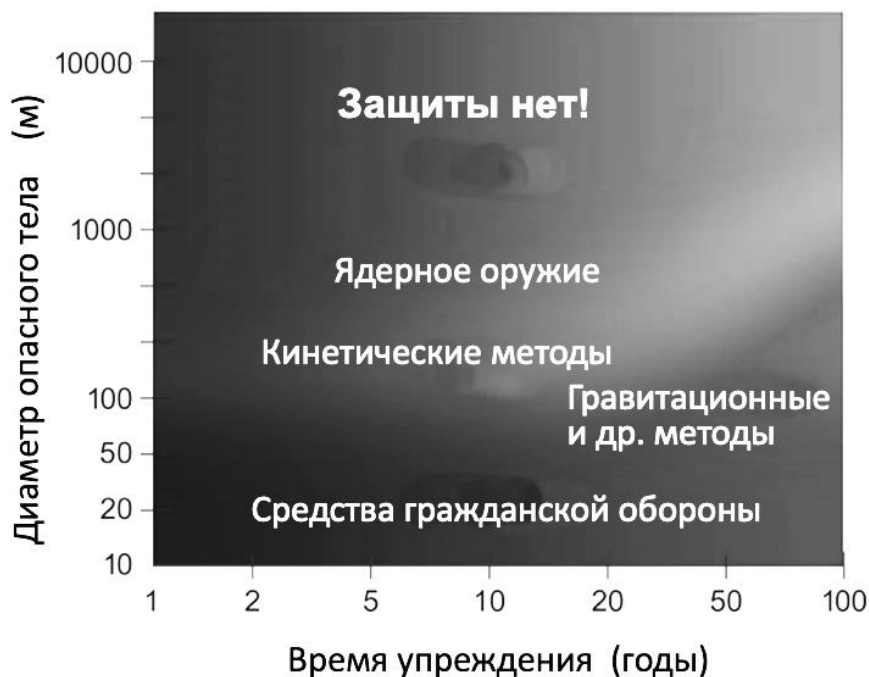 Диаметр опасного тела (м)
10000
1000
100
50
20
10
Защиты нет!
Ядерное оружие
Кинетические методы
Гравитационные
и др. методы
Средства гражданской обороны
1 2 5 10 20 50 100
Время упреждения (годы)